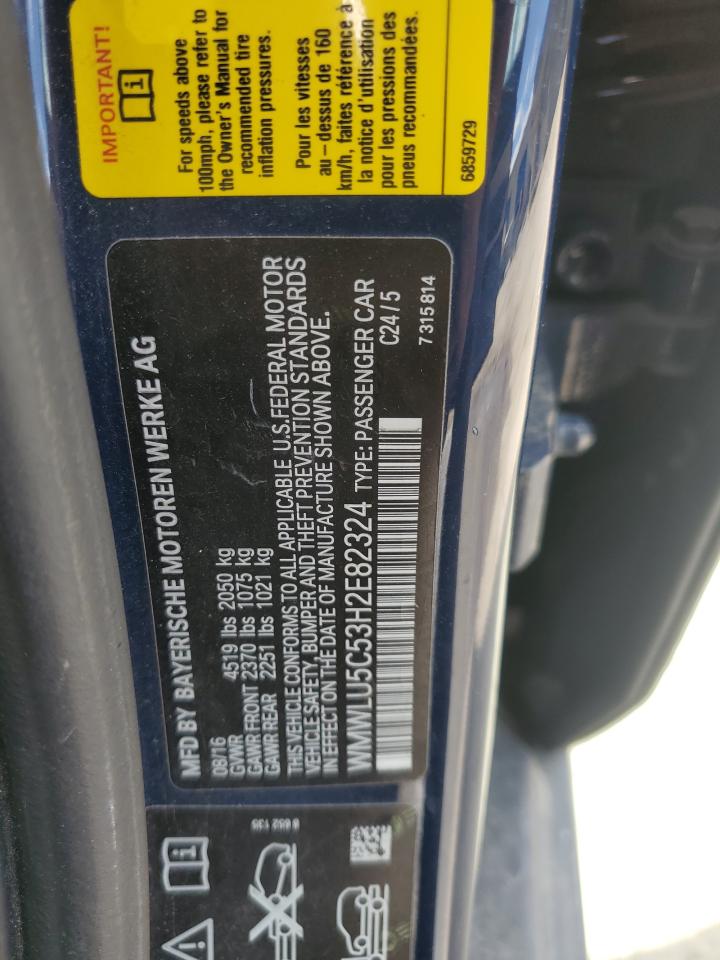 IMPORTANT!
For speeds above
100mph, please refer to
the Owner's Manual for
recommended tire
inflation pressures.
Pour les vitesses
au-dessus de 160
km/h, faites référence à
la notice d'utilisation
pour les pressions des
pneus recommandées.
6859729
MFD BY BAYERISCHE MOTOREN WERKE AG
08/16
GVWR 4519 lbs 2050 kg
GAWR FRONT 2370 lbs 1075 kg
GAWR REAR 2251 lbs 1021 kg
THIS VEHICLE CONFORMS TO ALL APPLICABLE U.S.FEDERAL MOTOR
VEHICLE SAFETY, BUMPER AND THEFT PREVENTION STANDARDS
IN EFFECT ON THE DATE OF MANUFACTURE SHOWN ABOVE.
WMWLU5C53H2E82324 TYPE: PASSENGER CAR
C24/5
7 315 814